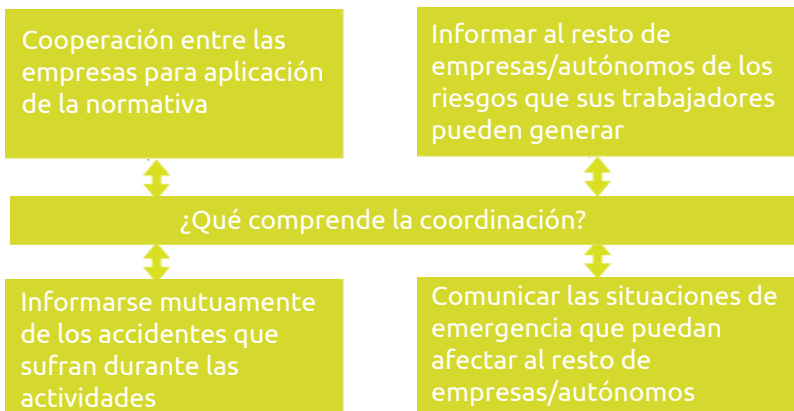 Cooperación entre las
empresas para aplicación
de la normativa
Informar al resto de
empresas/autónomos de los
riesgos que sus trabajadores
pueden generar
¿Qué comprende la coordinación?
Informarse mutuamente
de los accidentes que
sufran durante las
actividades
Comunicar las situaciones de
emergencia que puedan
afectar al resto de
empresas/autónomos